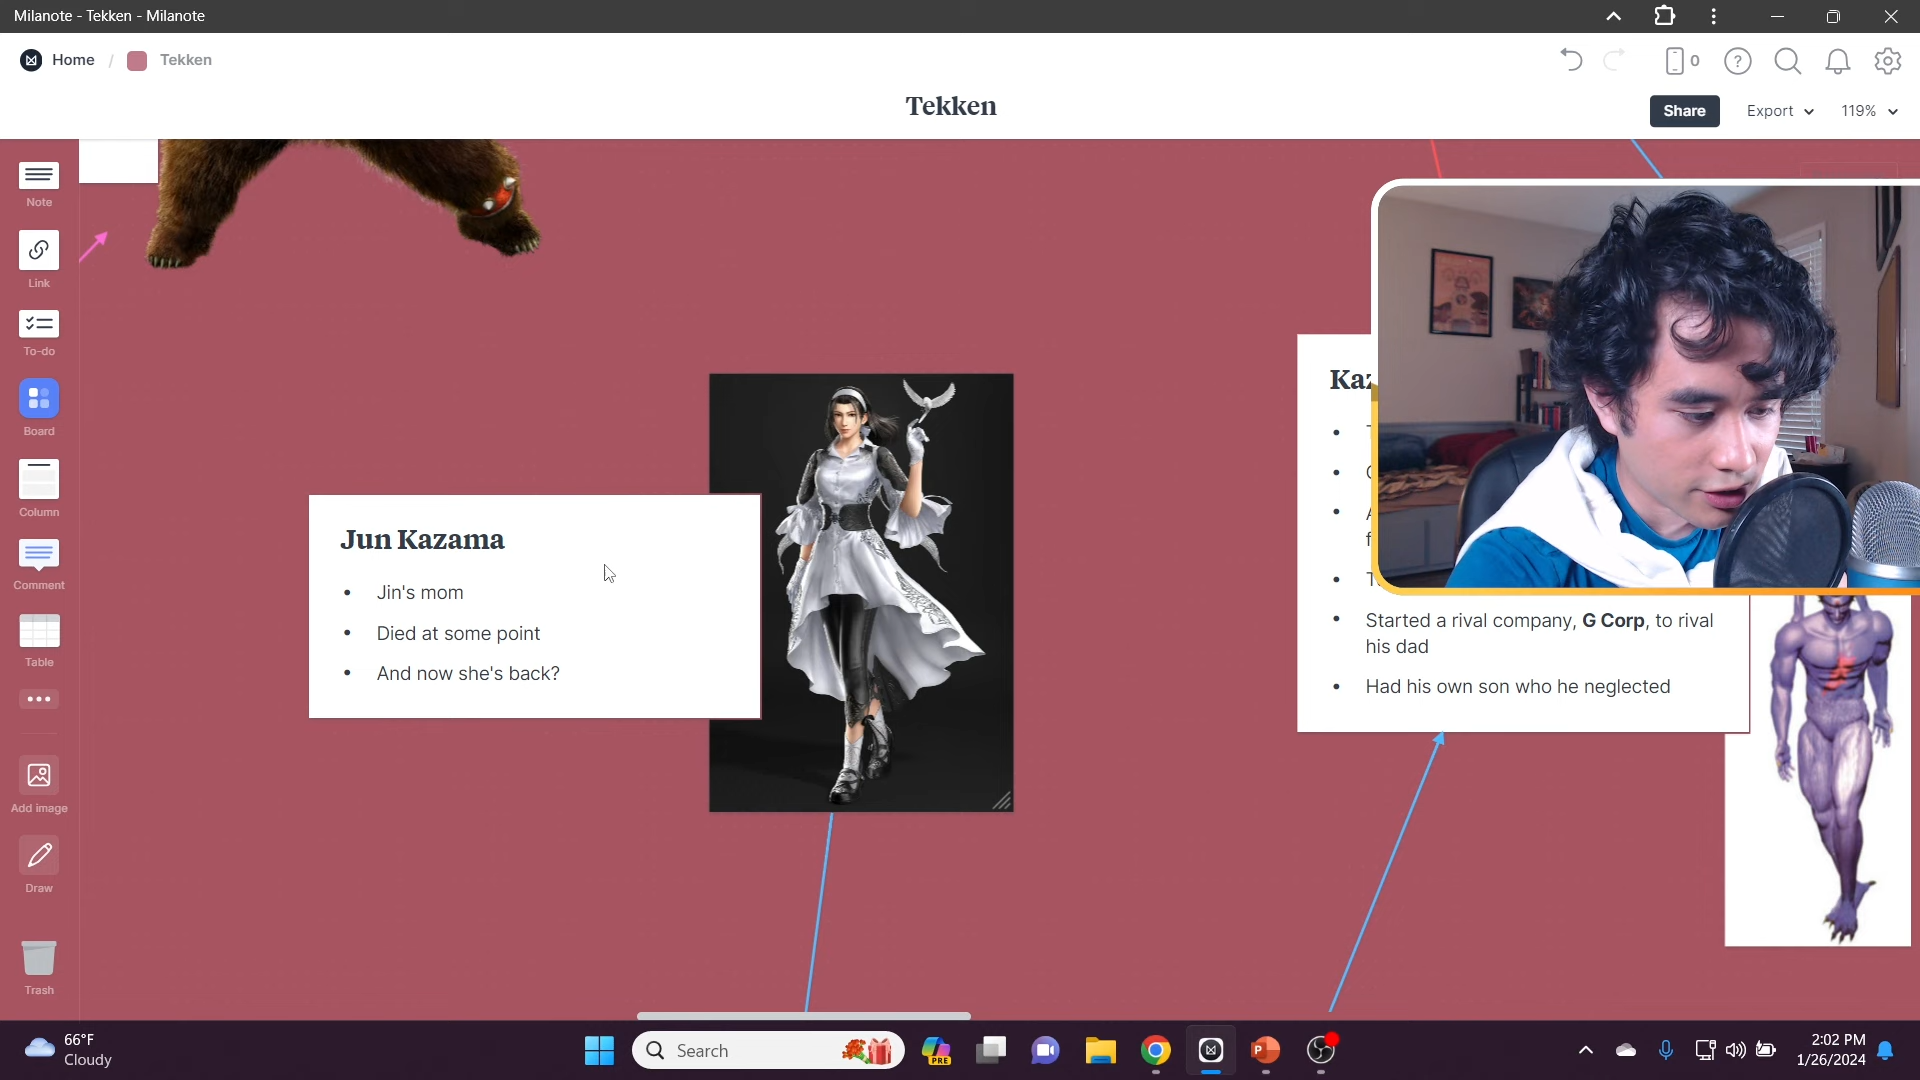 Milanote - Tekken - Milanote
Home / Tekken
0
Tekken
Share
Export
119%
Note
Link
To-do
Board
Column
Comment
Table
Add image
Draw
Trash
Jun Kazama
• Jin's mom
• Died at some point
• And now she's back?
• Started a rival company, G Corp, to rival
his dad
• Had his own son who he neglected
66°F
Cloudy
Search
PRE
2:02 PM
1/26/2024